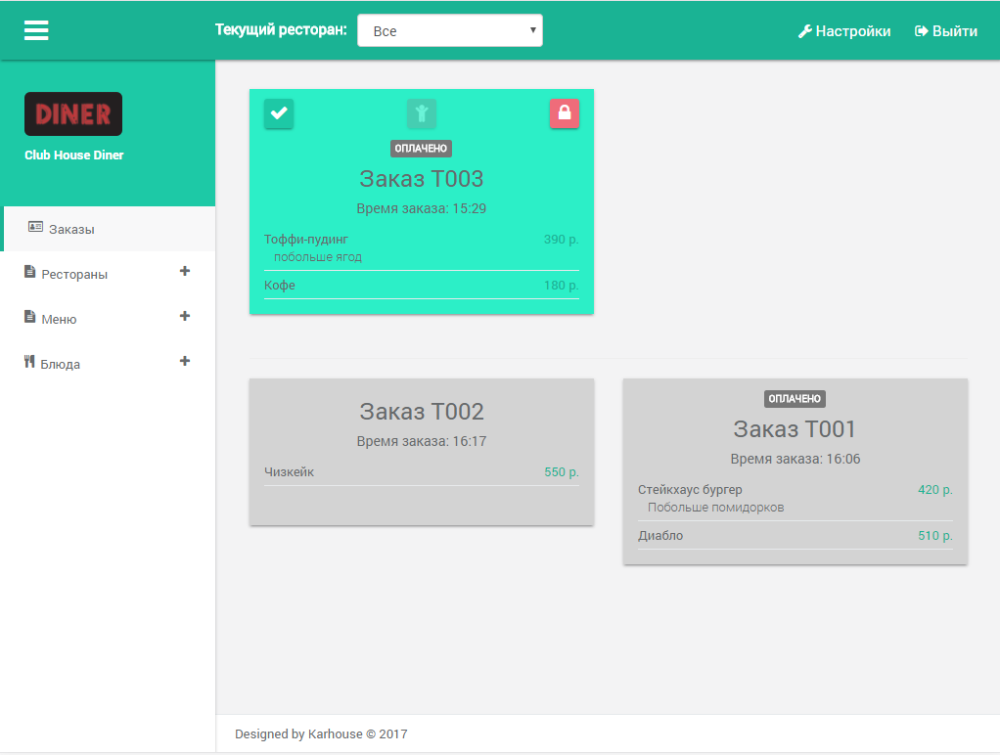 Текущий ресторан: Все
Настройки
Выйти
DINER
Club House Diner
Заказы
Рестораны
Меню
Блюда
ОПЛАЧЕНО
Заказ T003
Время заказа: 15:29
Тоффи-пудинг 390 р.
побольше ягод
Кофе 180 р.
Заказ T002
Время заказа: 16:17
Чизкейк 550 р.
ОПЛАЧЕНО
Заказ T001
Время заказа: 16:06
Стейкхаус бургер 420 р.
Побольше помидорков
Диабло 510 р.
Designed by Karhouse © 2017